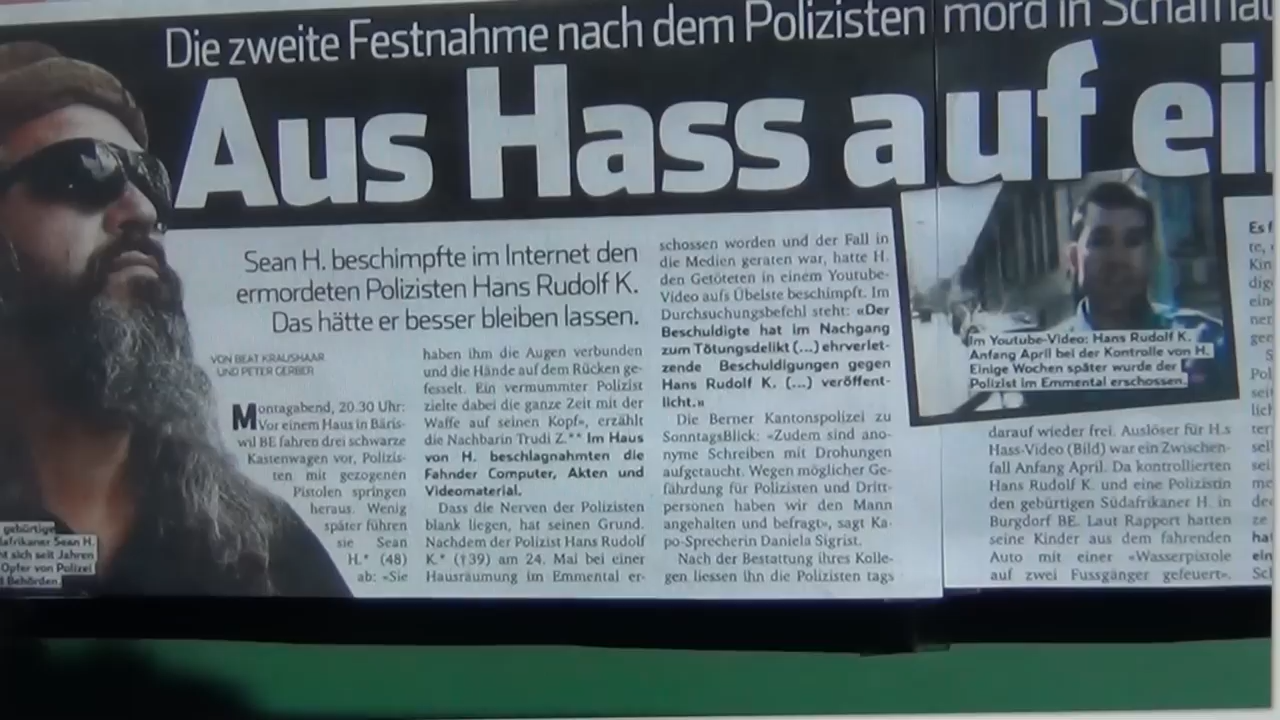 Die zweite Festnahme nach dem Polizisten mord in
Aus Hass auf
Sean H. beschimpfte im Internet den
ermordeten Polizisten Hans Rudolf K.
Das hätte er besser bleiben lassen.
VON BEAT KRAUSHAAR
UND PETER GERBER
Montagabend, 20.30 Uhr:
Vor einem Haus in Bäris-
wil BE fahren drei schwarze
Kastenwagen vor, Polizis-
ten mit gezogenen
Pistolen springen
heraus. Wenig
später führen
sie Sean
H.* (48)
ab: «Sie
haben ihm die Augen verbunden
und die Hände auf dem Rücken ge-
fesselt. Ein vermummter Polizist
zielte dabei die ganze Zeit mit der
Waffe auf seinen Kopf», erzählt
die Nachbarin Trudi Z.** Im Haus
von H. beschlagnahmten die
Fahnder Computer, Akten und
Videomaterial.
Dass die Nerven der Polizisten
blank liegen, hat seinen Grund.
Nachdem der Polizist Hans Rudolf
K.* (†39) am 24. Mai bei einer
Hausräumung im Emmental er-
schossen worden und der Fall in
die Medien geraten war, hatte H.
den Getöteten in einem Youtube-
Video aufs Übelste beschimpft. Im
Durchsuchungsbefehl steht: «Der
Beschuldigte hat im Nachgang
zum Tötungsdelikt (...) ehrverlet-
zende Beschuldigungen gegen
Hans Rudolf K. (...) veröffent-
licht.»
Die Berner Kantonspolizei zu
SonntagsBlick: «Zudem sind ano-
nyme Schreiben mit Drohungen
aufgetaucht. Wegen möglicher Ge-
fährdung für Polizisten und Dritt-
personen haben wir den Mann
angehalten und befragt», sagt Ka-
po-Sprecherin Daniela Sigrist.
Nach der Bestattung ihres Kolle-
gen liessen ihn die Polizisten tags
Im Youtube-Video: Hans Rudolf K.
Anfang April bei der Kontrolle von H.
Einige Wochen später wurde der
Polizist im Emmental erschossen.
darauf wieder frei. Auslöser für H.s
Hass-Video (Bild) war ein Zwischen-
fall Anfang April. Da kontrollierten
Hans Rudolf K. und eine Polizistin
den gebürtigen Südafrikaner H. in
Burgdorf BE. Laut Rapport hatten
seine Kinder aus dem fahrenden
Auto mit einer «Wasserpistole
auf zwei Fussgänger gefeuert».
gebürtige
Sean H.
sich seit Jahren
Opfer von Polizei
Behörden.